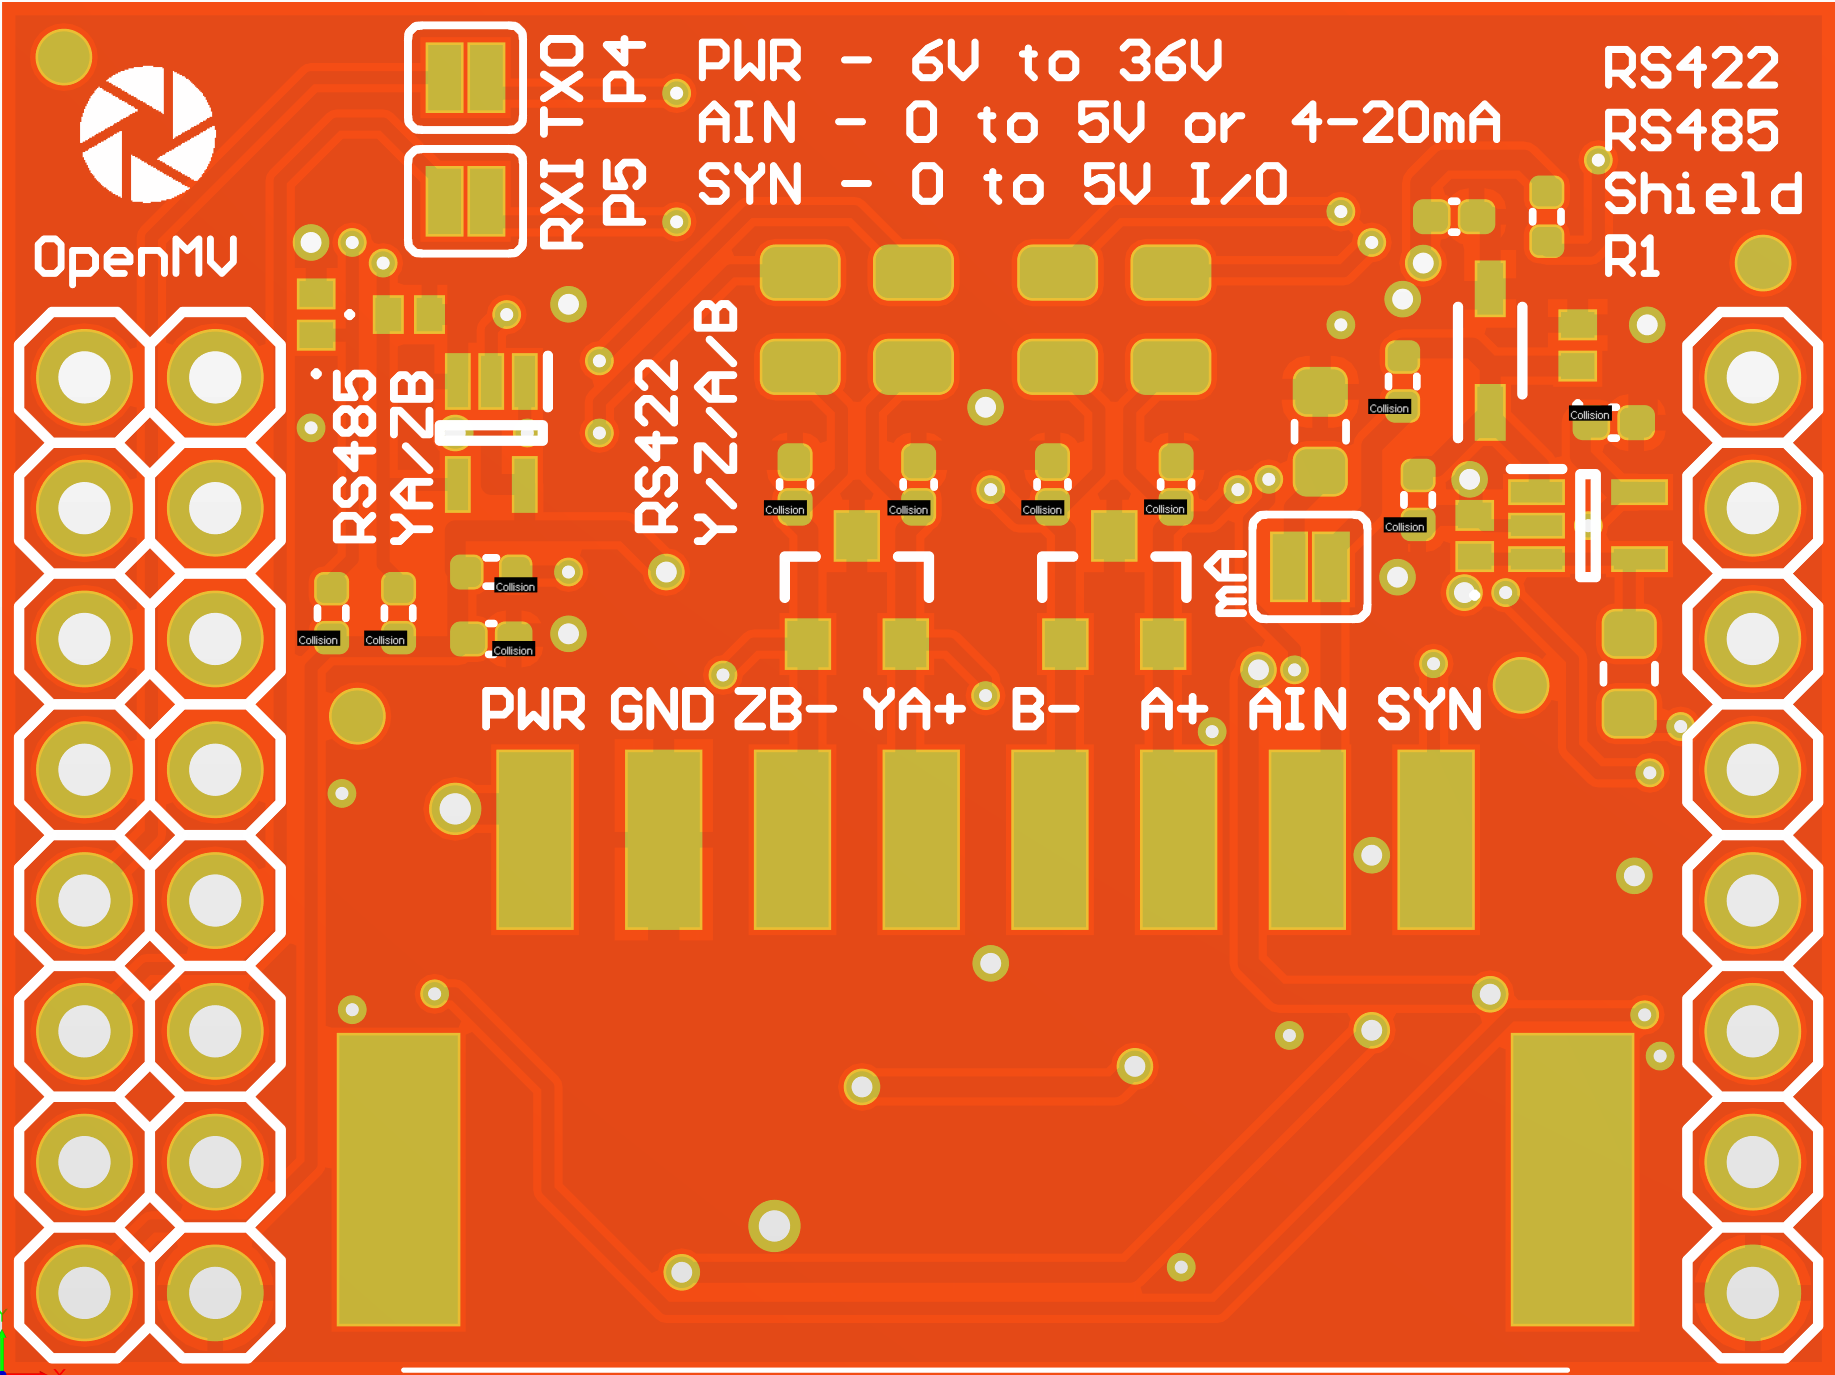 TXO
P4
PWR - 6V to 36V
AIN - 0 to 5V or 4-20mA
SYN - 0 to 5V I/O
RXI
P5
RS422
RS485
Shield
R1
OpenMV
RS485
YA/ZB
RS422
Y/Z/A/B
Collision
Collision
Collision
Collision
Collision
Collision
Collision
Collision
Collision
Collision
Collision
mA
PWR GND ZB- YA+ B- A+ AIN SYN